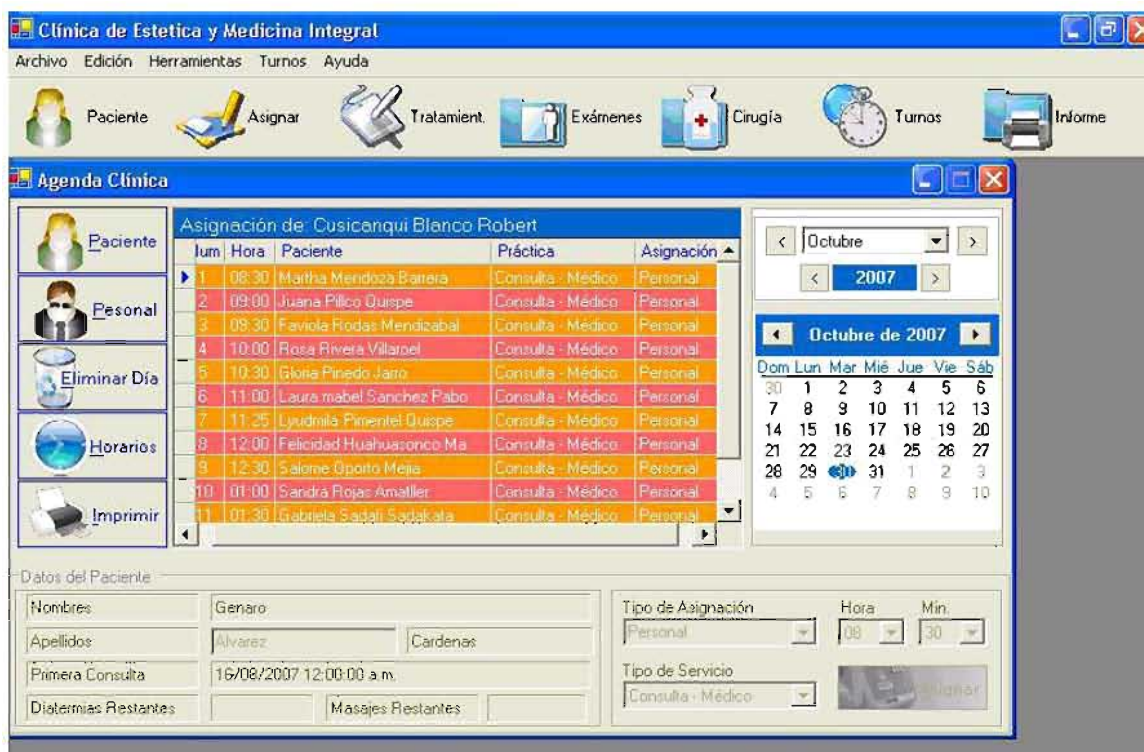 Clínica de Estetica y Medicina Integral
Archivo Edición Herramientas Turnos Ayuda
Paciente Asignar Tratamient. Exámenes Cirugía Turnos Informe
Agenda Clínica
Paciente
Pesonal
Eliminar Día
Horarios
Imprimir
Asignación de: Cusicanqui Blanco Robert
lum Hora Paciente Práctica Asignación
1 08:30 Martha Mendoza Barrera Consulta - Médico Personal
2 09:00 Juana Pillco Quispe Consulta - Médico Personal
3 09:30 Faviola Rodas Mendizabal Consulta - Médico Personal
4 10:00 Rosa Rivera Villaroel Consulta - Médico Personal
5 10:30 Gloria Pinedo Jarro Consulta - Médico Personal
6 11:00 Laura mabel Sanchez Pabo Consulta - Médico Personal
7 11:25 Lyudmila Pimentel Quispe Consulta - Médico Personal
8 12:00 Felicidad Huahuasonco Ma Consulta - Médico Personal
9 12:30 Salome Oporto Mejia Consulta - Médico Personal
10 01:00 Sandra Rojas Amatller Consulta - Médico Personal
11 01:30 Gabriela Sadali Sadakata Consulta - Médico Personal
< Octubre >
< 2007 >
Octubre de 2007
Dom Lun Mar Mié Jue Vie Sáb
30 1 2 3 4 5 6
7 8 9 10 11 12 13
14 15 16 17 18 19 20
21 22 23 24 25 26 27
28 29 30 31 1 2 3
4 5 6 7 8 9 10
Datos del Paciente
Nombres Genaro
Apellidos Alvarez Cardenas
Primera Consulta 16/08/2007 12:00:00 a.m.
Diatermias Restantes Masajes Restantes
Tipo de Asignación Hora Min.
Personal 08 30
Tipo de Servicio
Consulta - Médico